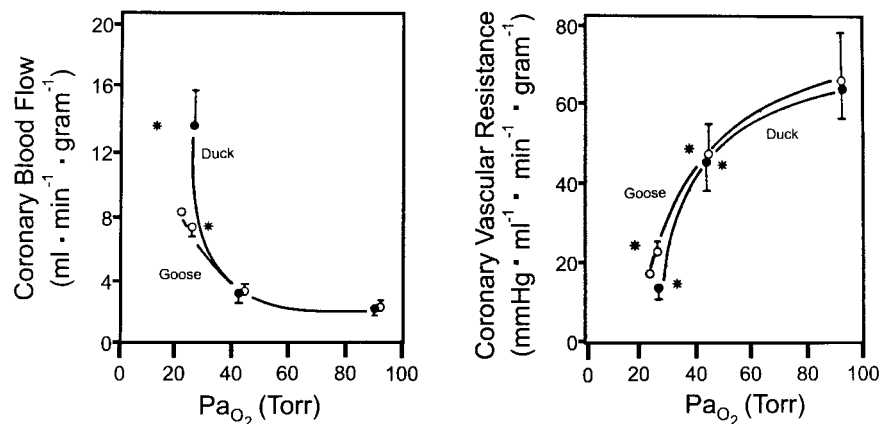 Coronary Blood Flow
(ml · min⁻¹ · gram⁻¹)
20
16
12
8
4
0
*
Duck
*
Goose
0 20 40 60 80 100
PaO₂ (Torr)
Coronary Vascular Resistance
(mmHg · ml⁻¹ · min⁻¹ · gram⁻¹)
80
60
40
20
0
*
*
Duck
Goose
*
*
0 20 40 60 80 100
PaO₂ (Torr)